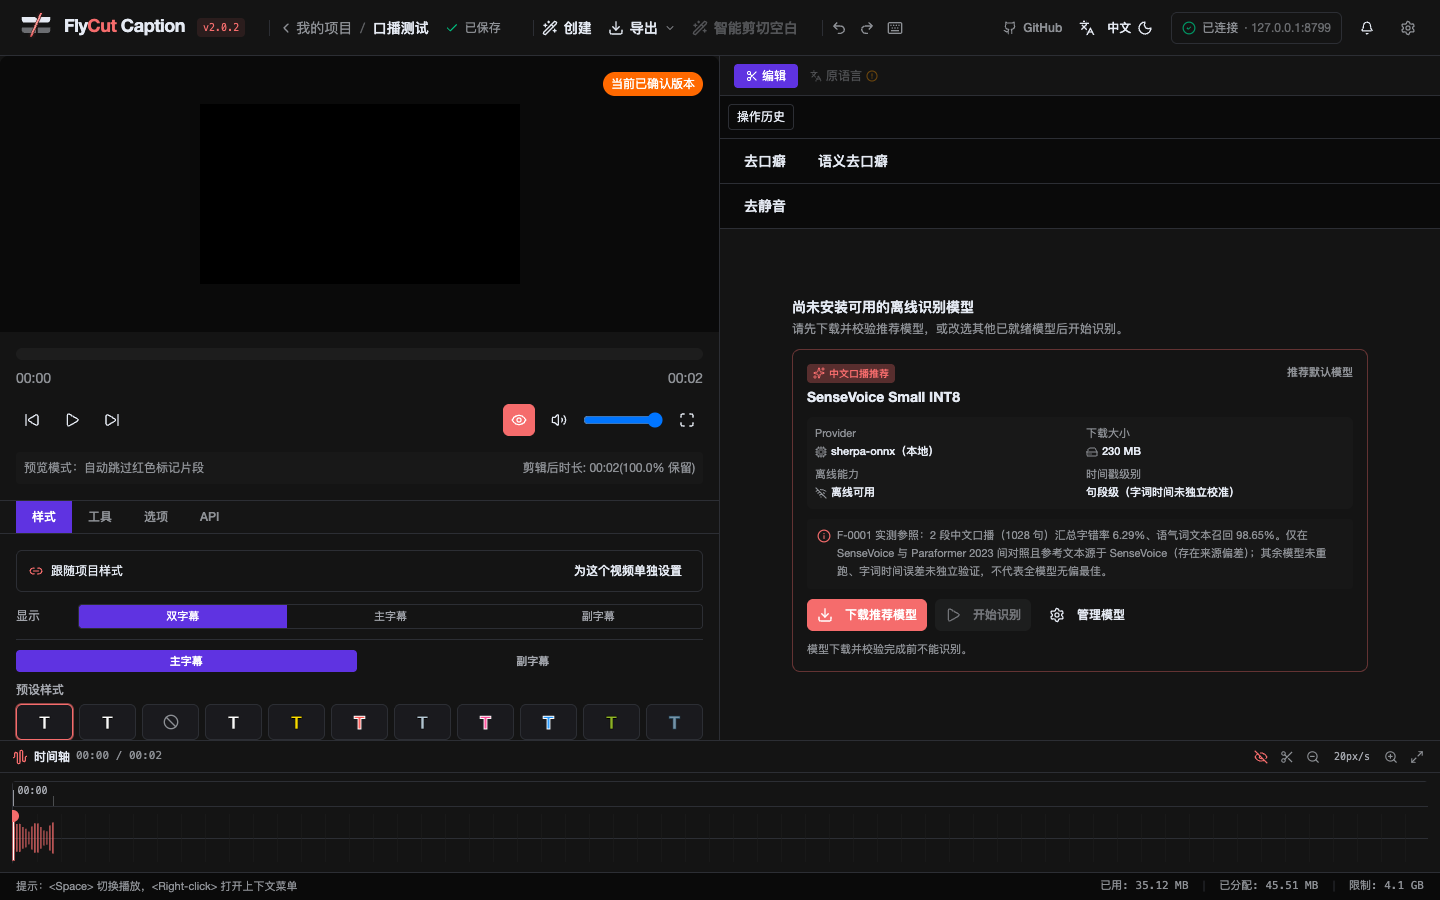 FlyCut Caption v2.0.2 我的项目 / 口播测试 已保存 创建 导出 智能剪切空白 GitHub 中文 已连接 · 127.0.0.1:8799
当前已确认版本
00:00 00:02
预览模式：自动跳过红色标记片段 剪辑后时长: 00:02(100.0% 保留)
样式 工具 选项 API
跟随项目样式 为这个视频单独设置
显示 双字幕 主字幕 副字幕
主字幕 副字幕
预设样式
T T T T T T T T T T
编辑 原语言
操作历史
去口癖 语义去口癖
去静音
尚未安装可用的离线识别模型
请先下载并校验推荐模型，或改选其他已就绪模型后开始识别。
中文口播推荐 推荐默认模型
SenseVoice Small INT8
Provider 下载大小
sherpa-onnx（本地） 230 MB
离线能力 时间戳级别
离线可用 句段级（字词时间未独立校准）
F-0001 实测参照：2 段中文口播（1028 句）汇总字错率 6.29%、语气词文本召回 98.65%。仅在
SenseVoice 与 Paraformer 2023 间对照且参考文本源于 SenseVoice（存在来源偏差）；其余模型未重
跑、字词时间误差未独立验证，不代表全模型无偏最佳。
下载推荐模型 开始识别 管理模型
模型下载并校验完成前不能识别。
时间轴 00:00 / 00:02 20px/s
00:00
提示：<Space> 切换播放，<Right-click> 打开上下文菜单 已用: 35.12 MB 已分配: 45.51 MB 限制: 4.1 GB